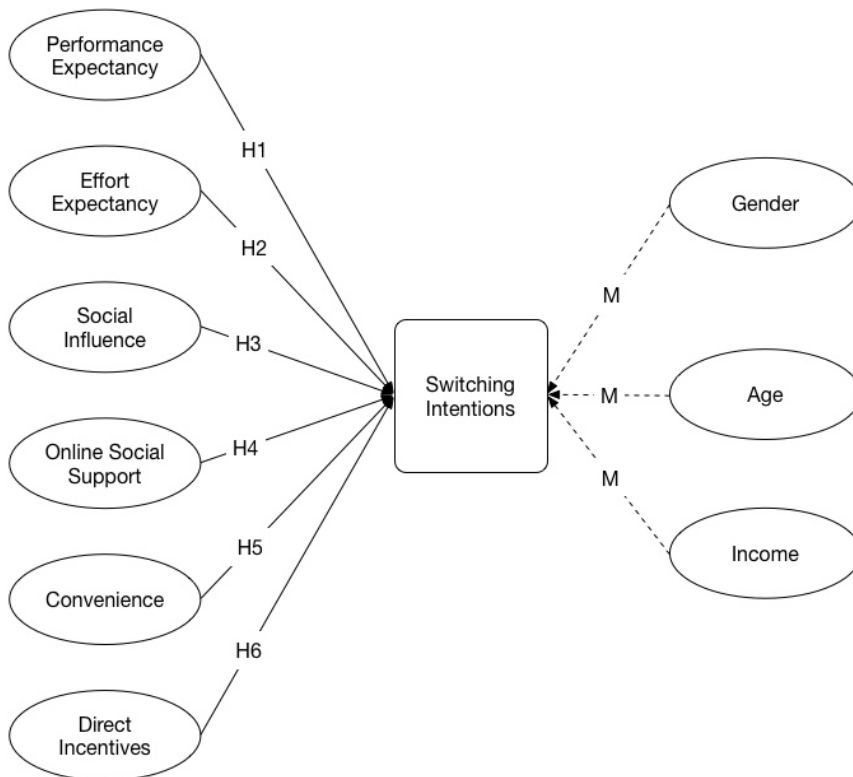 Performance
Expectancy
H1
Effort
Expectancy
H2
Social
Influence
H3
Online Social
Support
H4
Convenience
H5
Direct
Incentives
H6
Switching
Intentions
Gender
M
Age
M
Income
M